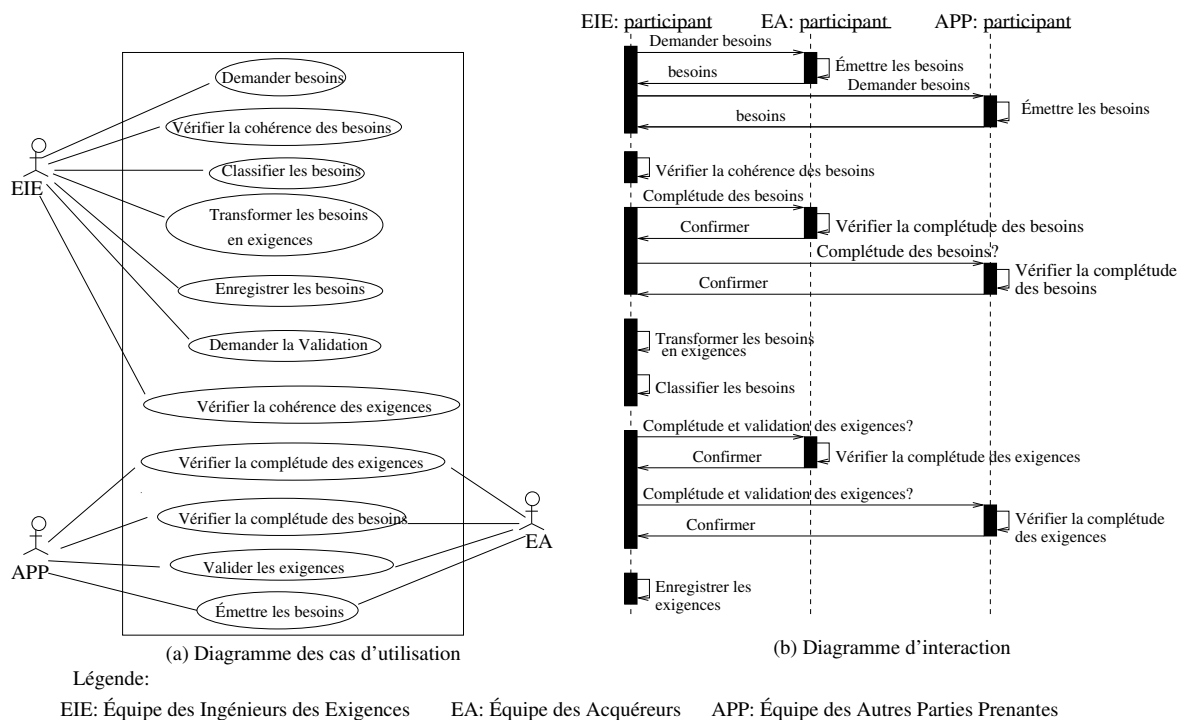 EIE
Demander besoins
Vérifier la cohérence des besoins
Classifier les besoins
Transformer les besoins
en exigences
Enregistrer les besoins
Demander la Validation
Vérifier la cohérence des exigences
Vérifier la complétude des exigences
Vérifier la complétude des besoins
Valider les exigences
Émettre les besoins
APP
EA
(a) Diagramme des cas d'utilisation
EIE: participant
EA: participant
APP: participant
Demander besoins
Émettre les besoins
besoins
Demander besoins
Émettre les besoins
besoins
Vérifier la cohérence des besoins
Complétude des besoins
Vérifier la complétude des besoins
Confirmer
Complétude des besoins?
Vérifier la complétude
des besoins
Confirmer
Transformer les besoins
en exigences
Classifier les besoins
Complétude et validation des exigences?
Vérifier la complétude des exigences
Confirmer
Complétude et validation des exigences?
Vérifier la complétude
des exigences
Confirmer
Enregistrer les
exigences
(b) Diagramme d'interaction
Légende:
EIE: Équipe des Ingénieurs des Exigences
EA: Équipe des Acquéreurs
APP: Équipe des Autres Parties Prenantes